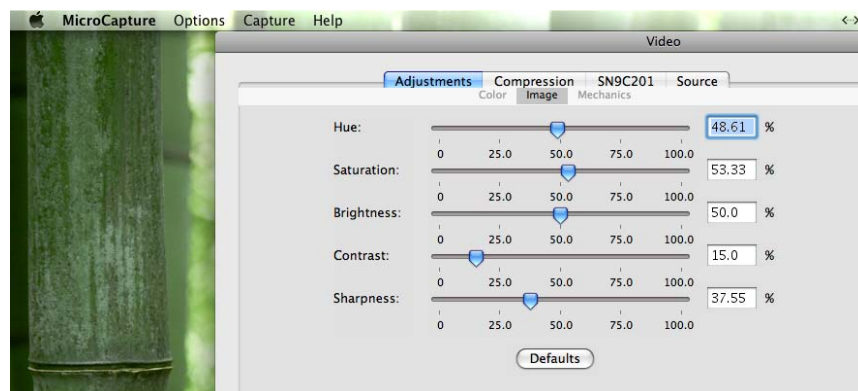 MicroCapture Options Capture Help
Video
Adjustments Compression SN9C201 Source
Color Image Mechanics
Hue: 48.61 %
0 25.0 50.0 75.0 100.0
Saturation: 53.33 %
0 25.0 50.0 75.0 100.0
Brightness: 50.0 %
0 25.0 50.0 75.0 100.0
Contrast: 15.0 %
0 25.0 50.0 75.0 100.0
Sharpness: 37.55 %
0 25.0 50.0 75.0 100.0
Defaults